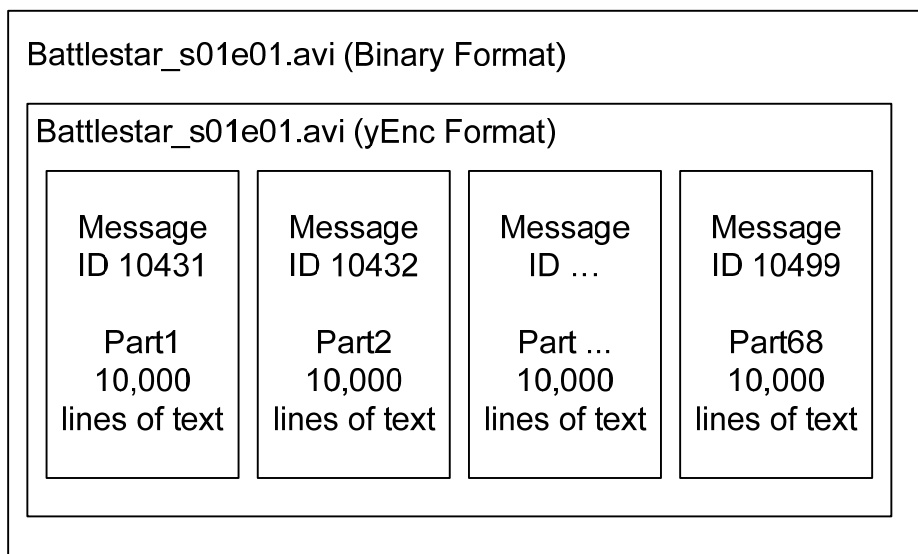 Battlestar_s01e01.avi (Binary Format)
Battlestar_s01e01.avi (yEnc Format)
Message
ID 10431
Part1
10,000
lines of text
Message
ID 10432
Part2
10,000
lines of text
Message
ID ...
Part ...
10,000
lines of text
Message
ID 10499
Part68
10,000
lines of text